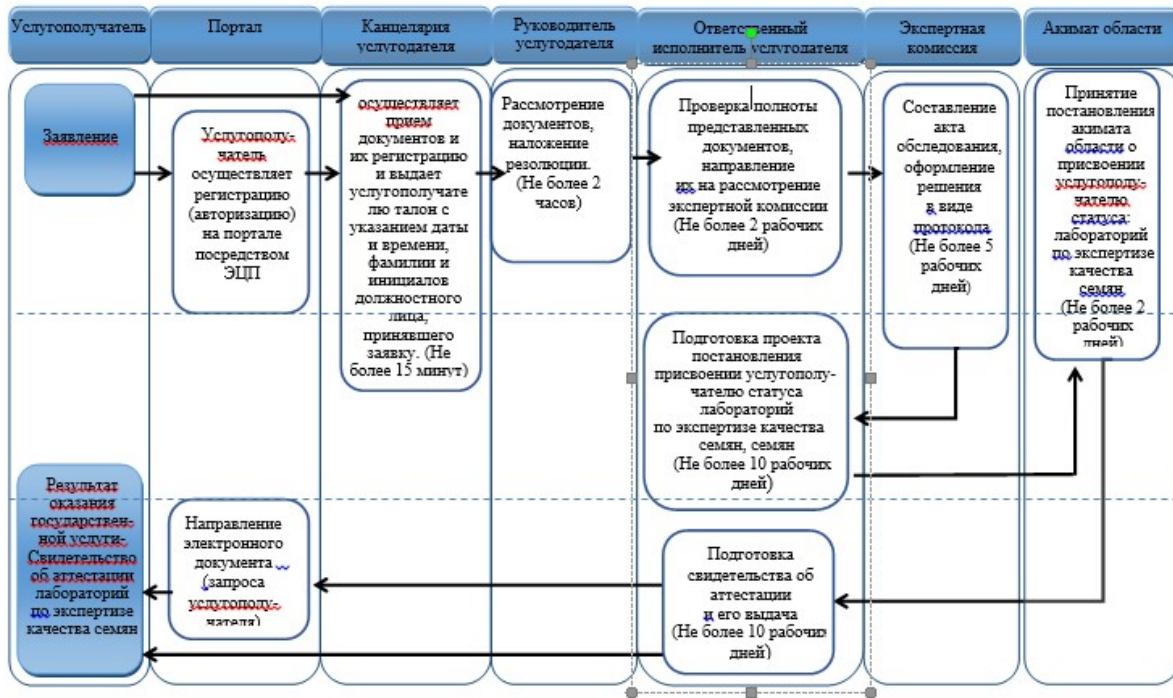 Услугополучатель
Портал
Канцелярия
услугодателя
Руководитель
услугодателя
Ответственный
исполнитель услугодателя
Экспертная
комиссия
Акимат области
Заявление
Услугополу-
чатель
осуществляет
регистрацию
(авторизацию)
на портале
посредством
ЭЦП
осуществляет
прием
документов и
их регистрацию
и выдает
услугополучате
лю талон с
указанием даты
и времени,
фамилии и
инициалов
должностного
лица,
принявшего
заявку. (Не
более 15 минут)
Рассмотрение
документов,
наложение
резолюции.
(Не более 2
часов)
Проверка полноты
представленных
документов,
направление
их на рассмотрение
экспертной комиссии
(Не более 2 рабочих
дней)
Составление
акта
обследования,
оформление
решения
в виде
протокола
(Не более 5
рабочих
дней)
Принятие
постановления
акимата
области о
присвоении
услугополу-
чателю
статуса:
лабораторий
по экспертизе
качества
семян
(Не более 2
рабочих
дней)
Подготовка проекта
постановления
присвоении услугополу-
чателю статуса
лабораторий
по экспертизе качества
семян, семян
(Не более 10 рабочих
дней)
Результат
оказания
государствен-
ной услуги-
Свидетельство
об аттестации
лабораторий
по экспертизе
качества семян
Направление
электронного
документа
(запроса
услугополу-
чателя)
Подготовка
свидетельства об
аттестации
и его выдача
(Не более 10 рабочих
дней)